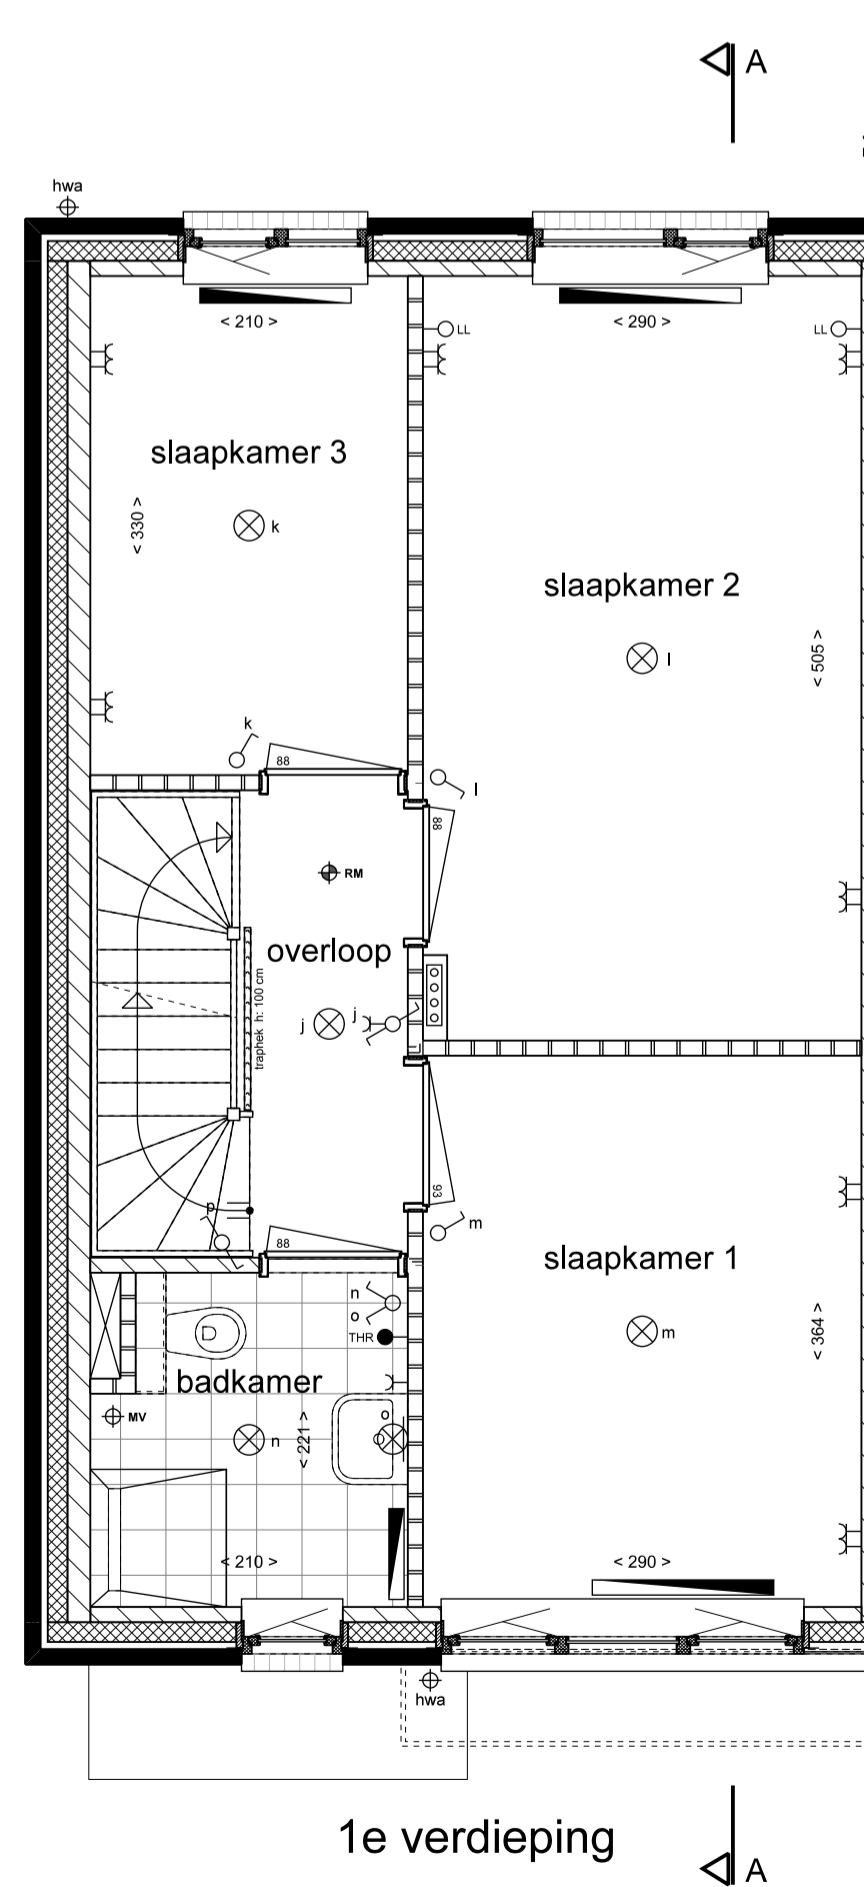 A
hwa
< 210 >
< 290 >
LL
LL
slaapkamer 3
< 330 >
k
slaapkamer 2
l
< 505 >
k
88
l
88
RM
overloop
j
j
traphek h: 100 cm
p
88
93
m
slaapkamer 1
m
< 364 >
n
o
THR
badkamer
MV
n
< 221 >
o
< 210 >
< 290 >
hwa
1e verdieping
A